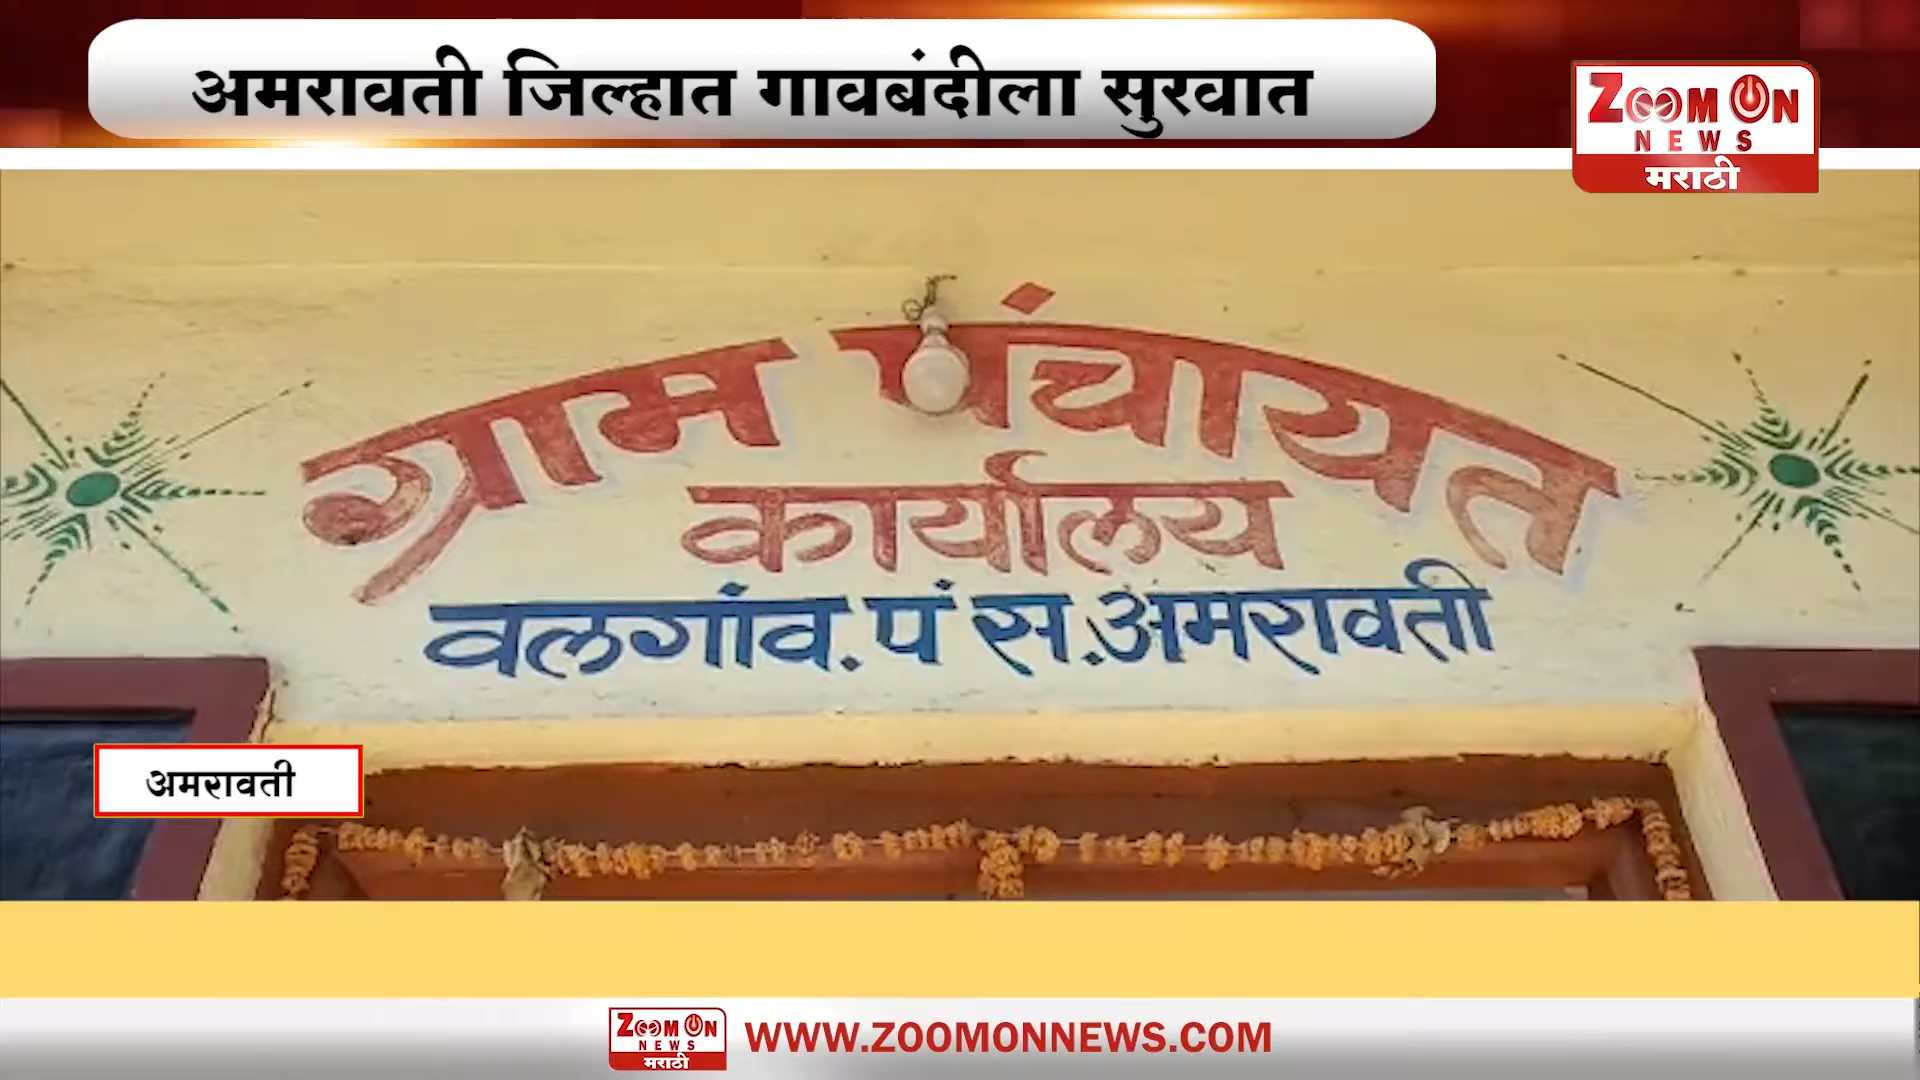 अमरावती जिल्हात गावबंदीला सुरवात
ZOOM ON
NEWS
मराठी
ग्राम पंचायत
कार्यालय
वलगांव.पं स.अमरावती
अमरावती
ZOOM ON
NEWS
मराठी
WWW.ZOOMONNEWS.COM